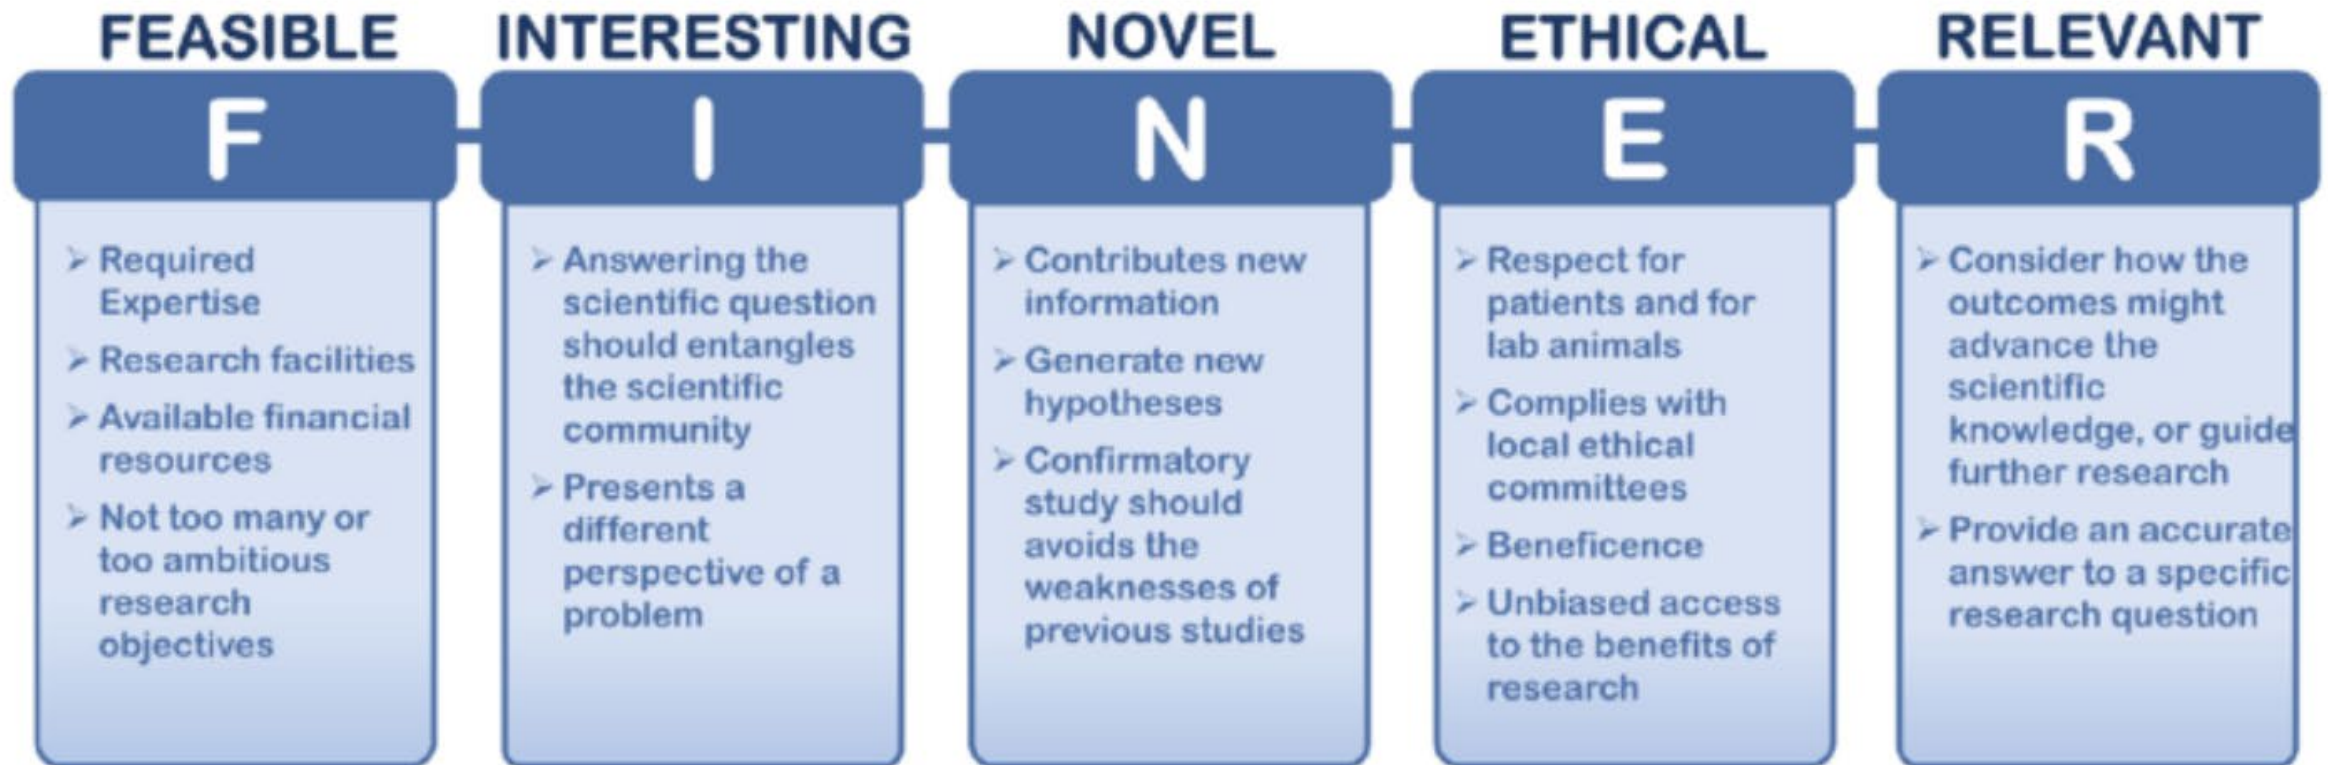 FEASIBLE
F
➢ Required
Expertise
➢ Research facilities
➢ Available financial
resources
➢ Not too many or
too ambitious
research
objectives
INTERESTING
I
➢ Answering the
scientific question
should entangles
the scientific
community
➢ Presents a
different
perspective of a
problem
NOVEL
N
➢ Contributes new
information
➢ Generate new
hypotheses
➢ Confirmatory
study should
avoids the
weaknesses of
previous studies
ETHICAL
E
➢ Respect for
patients and for
lab animals
➢ Complies with
local ethical
committees
➢ Beneficence
➢ Unbiased access
to the benefits of
research
RELEVANT
R
➢ Consider how the
outcomes might
advance the
scientific
knowledge, or guide
further research
➢ Provide an accurate
answer to a specific
research question